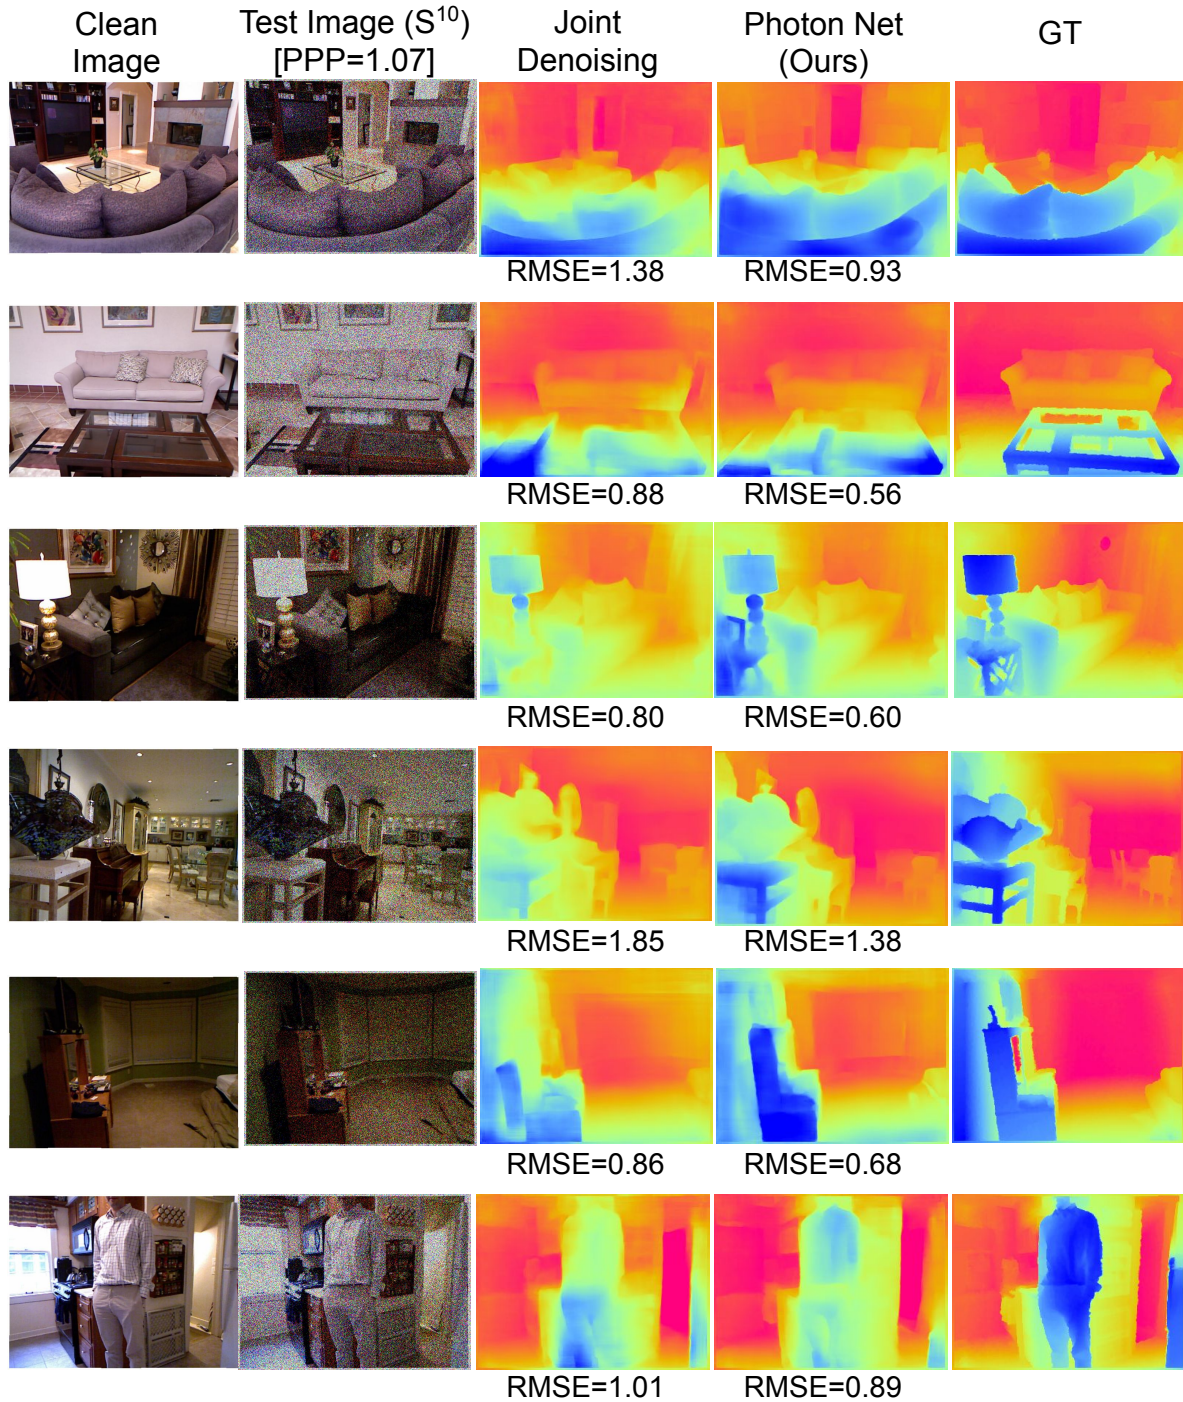 Clean Image
Test Image (S¹⁰) [PPP=1.07]
Joint Denoising
Photon Net (Ours)
GT
RMSE=1.38
RMSE=0.93
RMSE=0.88
RMSE=0.56
RMSE=0.80
RMSE=0.60
RMSE=1.85
RMSE=1.38
RMSE=0.86
RMSE=0.68
RMSE=1.01
RMSE=0.89